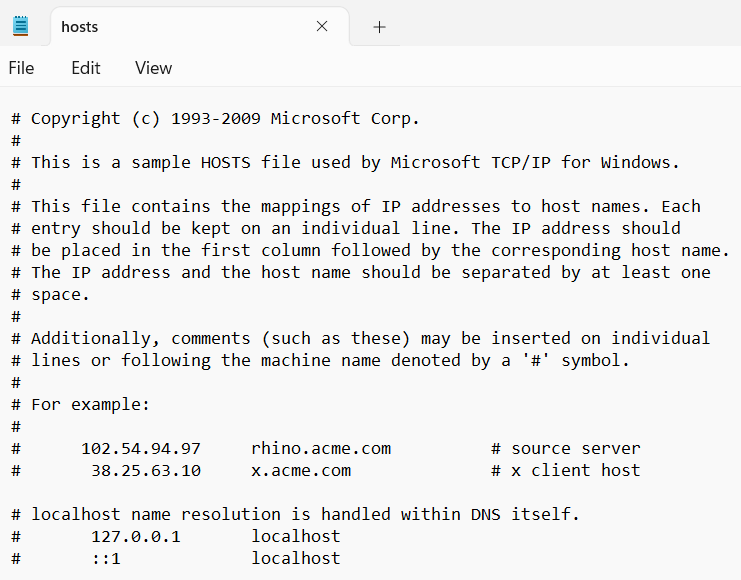 hosts
File Edit View
# Copyright (c) 1993-2009 Microsoft Corp.
#
# This is a sample HOSTS file used by Microsoft TCP/IP for Windows.
#
# This file contains the mappings of IP addresses to host names. Each
# entry should be kept on an individual line. The IP address should
# be placed in the first column followed by the corresponding host name.
# The IP address and the host name should be separated by at least one
# space.
#
# Additionally, comments (such as these) may be inserted on individual
# lines or following the machine name denoted by a '#' symbol.
#
# For example:
#
#      102.54.94.97     rhino.acme.com          # source server
#       38.25.63.10     x.acme.com              # x client host

# localhost name resolution is handled within DNS itself.
#       127.0.0.1       localhost
#       ::1             localhost